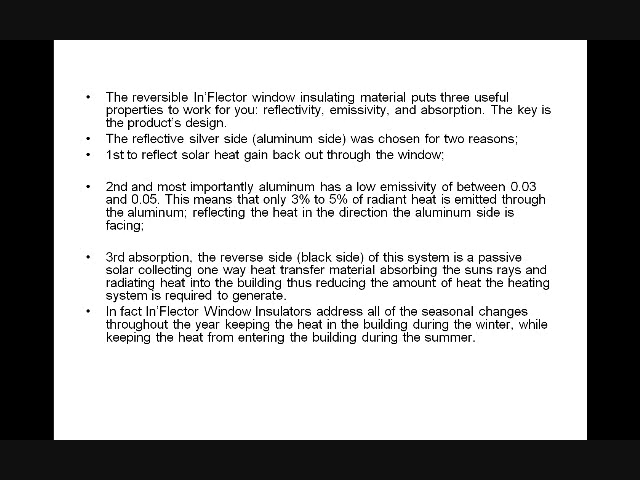 • The reversible In'Flector window insulating material puts three useful
properties to work for you: reflectivity, emissivity, and absorption. The key is
the product's design.
• The reflective silver side (aluminum side) was chosen for two reasons;
• 1st to reflect solar heat gain back out through the window;
• 2nd and most importantly aluminum has a low emissivity of between 0.03
and 0.05. This means that only 3% to 5% of radiant heat is emitted through
the aluminum; reflecting the heat in the direction the aluminum side is
facing;
• 3rd absorption, the reverse side (black side) of this system is a passive
solar collecting one way heat transfer material absorbing the suns rays and
radiating heat into the building thus reducing the amount of heat the heating
system is required to generate.
• In fact In'Flector Window Insulators address all of the seasonal changes
throughout the year keeping the heat in the building during the winter, while
keeping the heat from entering the building during the summer.